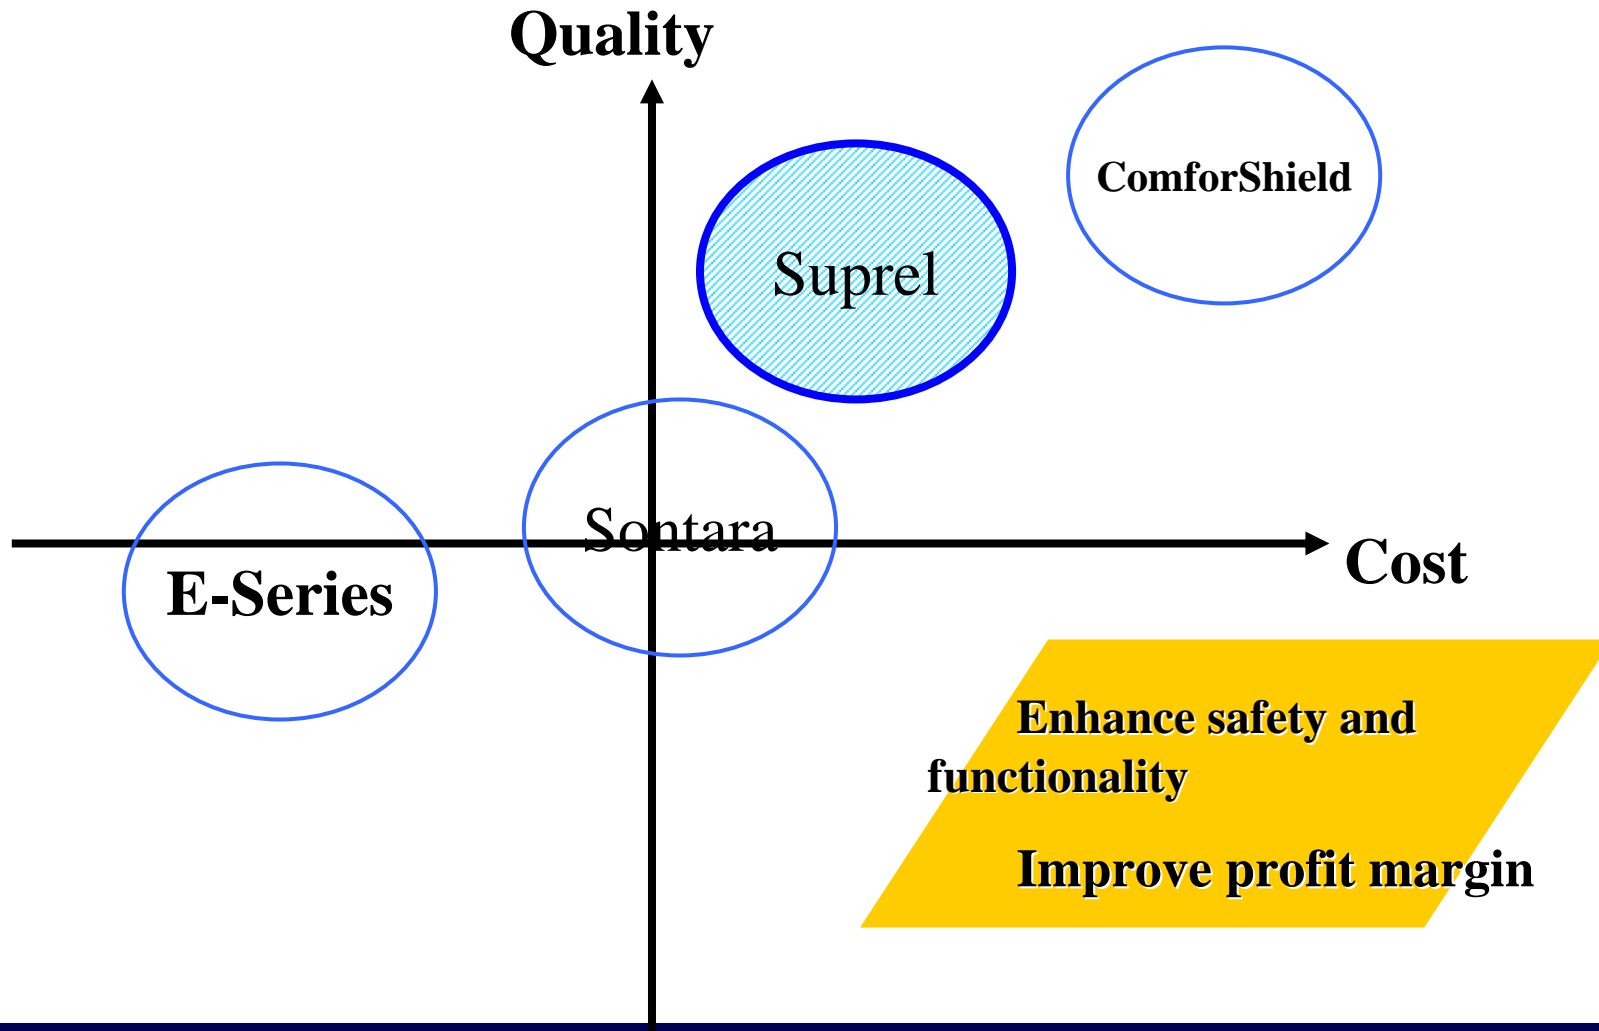 Quality
ComforShield
Suprel
Sontara
Cost
E-Series
Enhance safety and
functionality
Improve profit margin